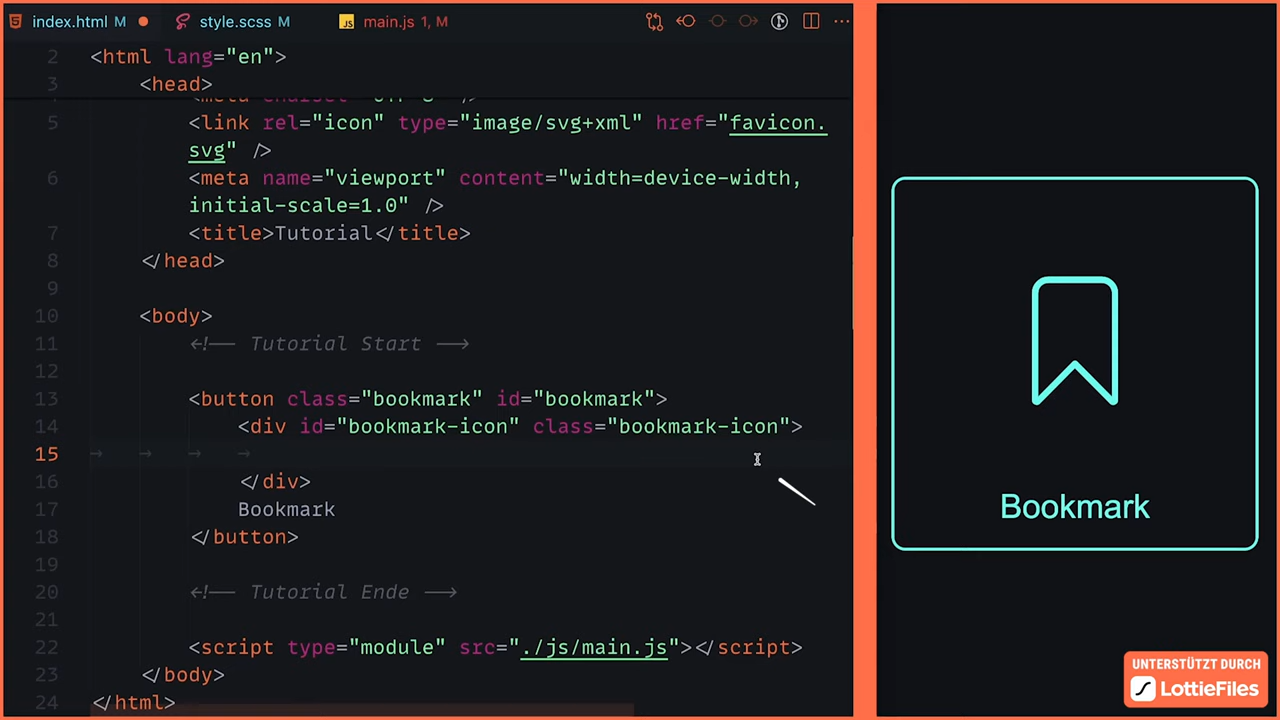 index.html M
style.scss M
JS main.js 1, M
2 <html lang="en">
3 <head>
5 <link rel="icon" type="image/svg+xml" href="favicon.
svg" />
6 <meta name="viewport" content="width=device-width,
initial-scale=1.0" />
7 <title>Tutorial</title>
8 </head>
9
10 <body>
11 <!-- Tutorial Start -->
12
13 <button class="bookmark" id="bookmark">
14 <div id="bookmark-icon" class="bookmark-icon">
15
16 </div>
17 Bookmark
18 </button>
19
20 <!-- Tutorial Ende -->
21
22 <script type="module" src="./js/main.js"></script>
23 </body>
24 </html>
Bookmark
UNTERSTÜTZT DURCH
LottieFiles